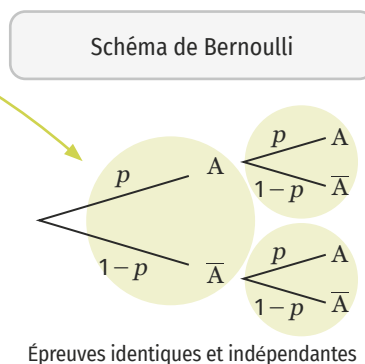 Schéma de Bernoulli
p A
p A
1−p A̅
1−p A̅
p A
1−p A̅
Épreuves identiques et indépendantes